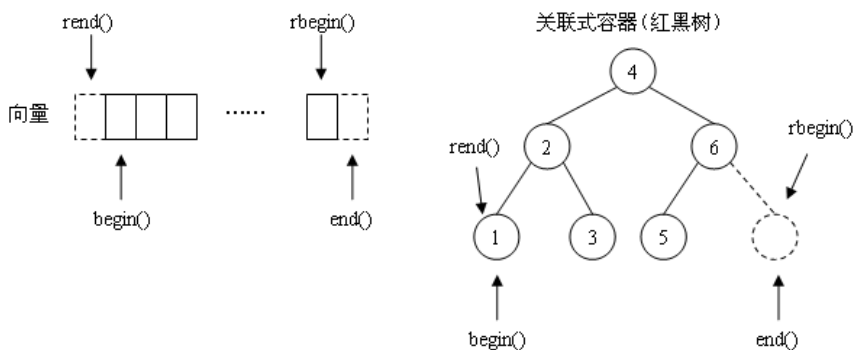 rend()
rbegin()
向量
……
begin()
end()
关联式容器(红黑树)
4
2
6
rend()
rbegin()
1
3
5
begin()
end()